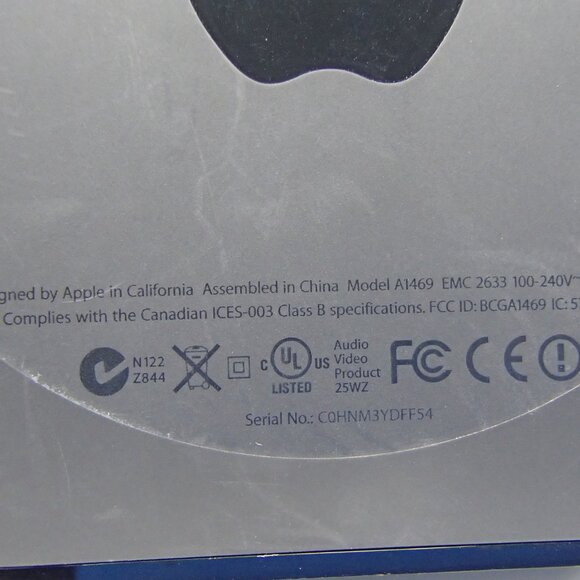 gned by Apple in California Assembled in China Model A1469 EMC 2633 100-240V~
Complies with the Canadian ICES-003 Class B specifications. FCC ID: BCGA1469 IC: 5
N122
Z844
C UL US
LISTED
Audio
Video
Product
25WZ
FC CE
Serial No.: C0HNM3YDFF54